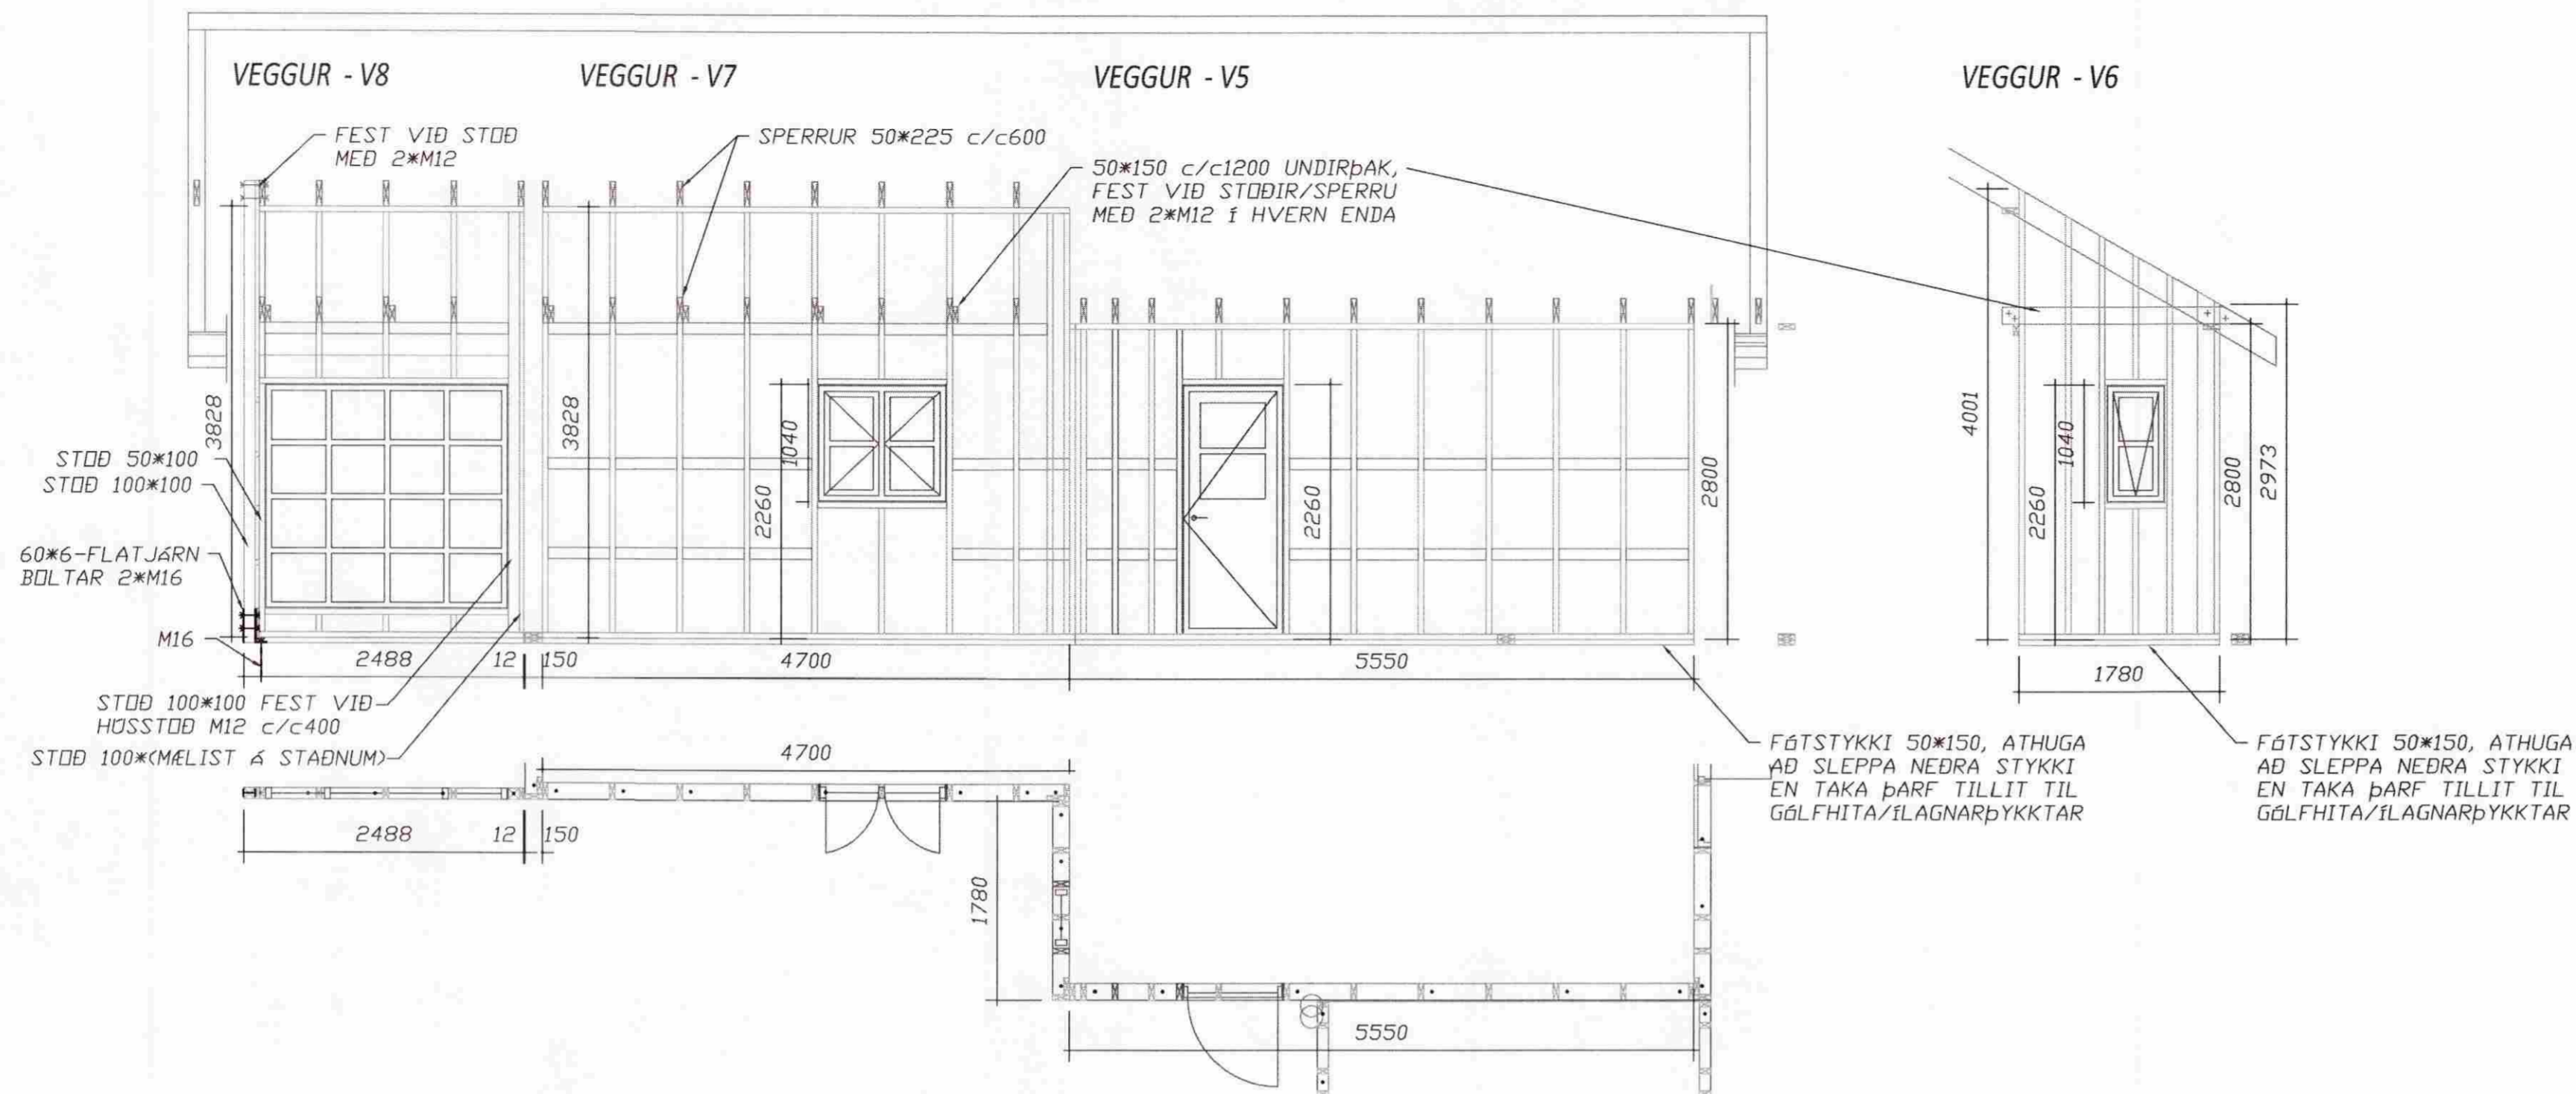 VEGGUR - V8
VEGGUR - V7
VEGGUR - V5
VEGGUR - V6
FEST VIÐ STOÐ
MEÐ 2*M12
SPERRUR 50*225 c/c600
50*150 c/c1200 UNDIRÞAK,
FEST VIÐ STOÐIR/SPERRU
MEÐ 2*M12 Í HVERN ENDA
3828
3828
1040
2260
2260
2800
4001
1040
2260
2800
2973
STOÐ 50*100
STOÐ 100*100
60*6-FLATJÁRN
BOLTAR 2*M16
M16
2488
12
150
4700
5550
1780
STOÐ 100*100 FEST VIÐ
HÚSSTOÐ M12 c/c400
STOÐ 100*(MÆLIST Á STAÐNUM)
4700
FÓTSTYKKI 50*150, ATHUGA
AÐ SLEPPA NEÐRA STYKKI
EN TAKA ÞARF TILLIT TIL
GÓLFHITA/ÍLAGNARÞYKKTAR
FÓTSTYKKI 50*150, ATHUGA
AÐ SLEPPA NEÐRA STYKKI
EN TAKA ÞARF TILLIT TIL
GÓLFHITA/ÍLAGNARÞYKKTAR
2488
12
150
1780
5550